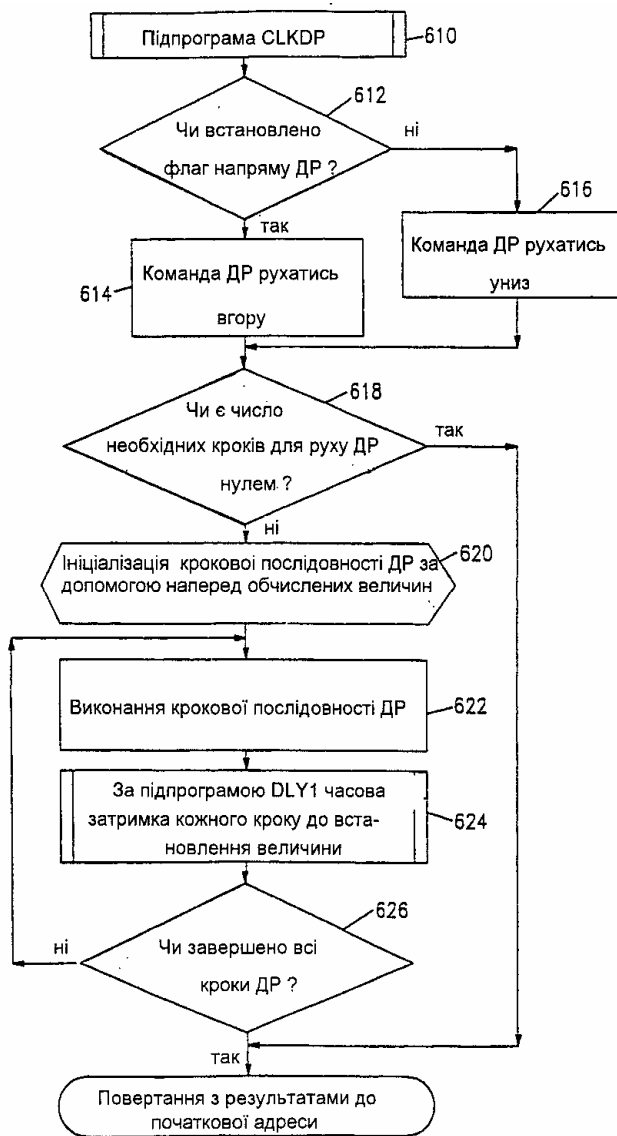 Підпрограма CLKDP
610
612
Чи встановлено
флаг напряму ДР ?
ні
так
616
614
Команда ДР рухатись
вгору
Команда ДР рухатись
униз
618
Чи є число
необхідних кроків для руху ДР
нулем ?
так
ні
620
Ініціалізація крокової послідовності ДР за
допомогою наперед обчислених величин
Виконання крокової послідовності ДР
622
За підпрограмою DLY1 часова
затримка кожного кроку до вста-
новлення величини
624
626
ні
Чи завершено всі
кроки ДР ?
так
Повертання з результатами до
початкової адреси